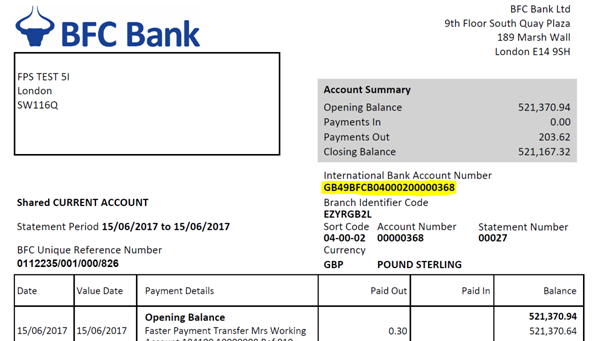 BFC Bank
BFC Bank Ltd
9th Floor South Quay Plaza
189 Marsh Wall
London E14 9SH
FPS TEST 5I
London
SW116Q
Account Summary
Opening Balance 521,370.94
Payments In 0.00
Payments Out 203.62
Closing Balance 521,167.32
International Bank Account Number
GB49BFCB04000200000368
Shared CURRENT ACCOUNT
Branch Identifier Code
EZYRGB2L
Statement Period 15/06/2017 to 15/06/2017
Sort Code Account Number Statement Number
04-00-02 00000368 00027
BFC Unique Reference Number
Currency
0112235/001/000/826
GBP POUND STERLING
Date Value Date Payment Details Paid Out Paid In Balance
Opening Balance 521,370.94
15/06/2017 15/06/2017 Faster Payment Transfer Mrs Working 0.30 521,370.64